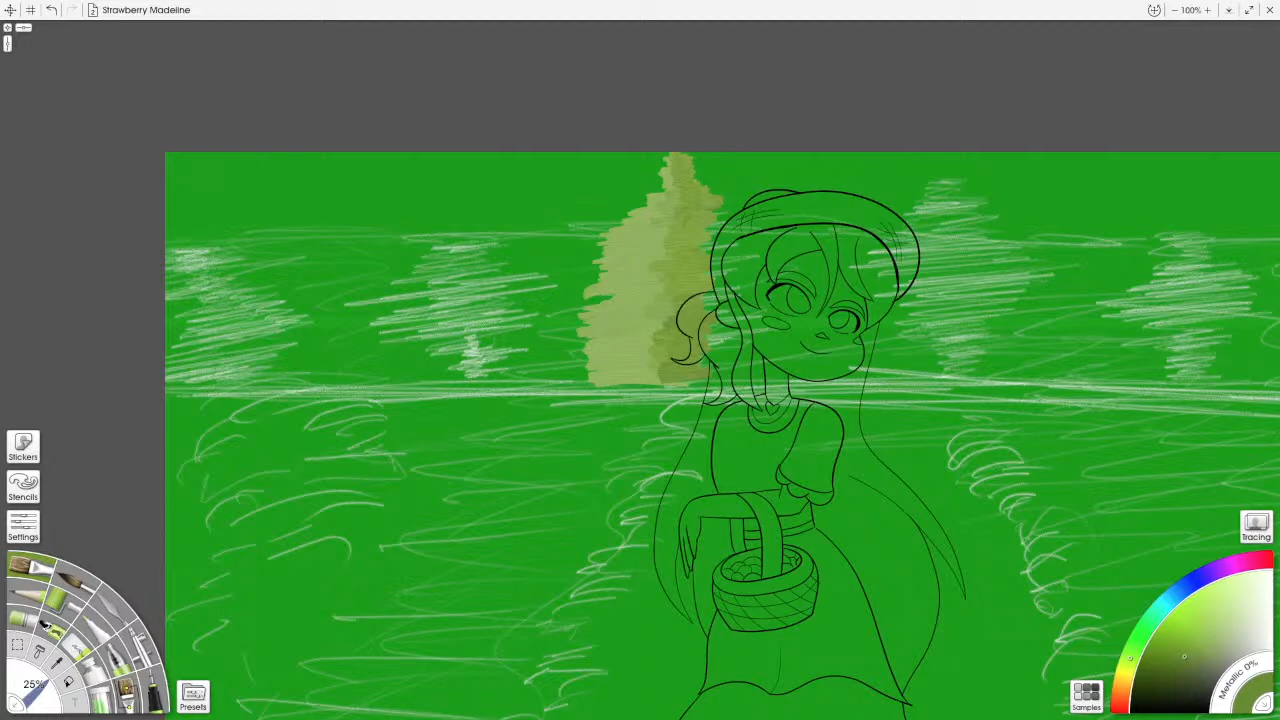 Strawberry Madeline
100%
Stickers
Stencils
Settings
25%
Presets
Tracing
Samples
Metallic 0%